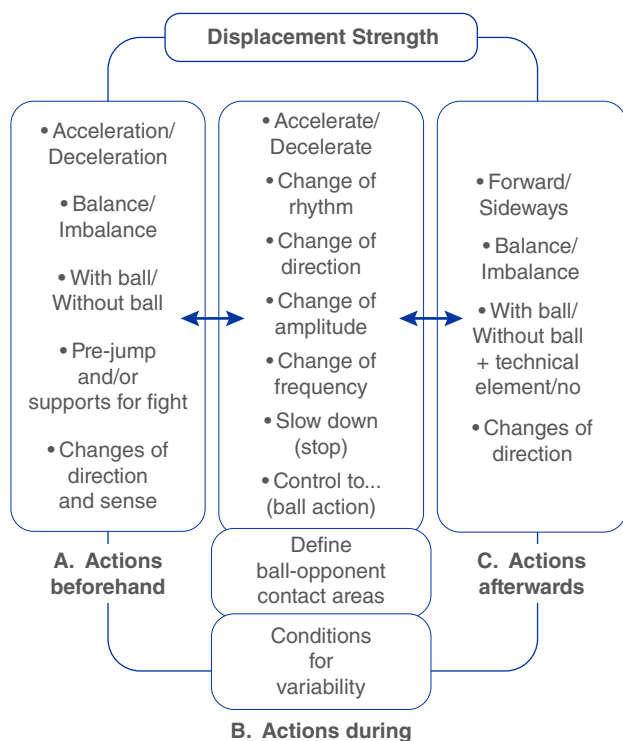 Displacement Strength
• Acceleration/
Deceleration
• Balance/
Imbalance
• With ball/
Without ball
• Pre-jump
and/or
supports for fight
• Changes of
direction
and sense
A. Actions
beforehand
• Accelerate/
Decelerate
• Change of
rhythm
• Change of
direction
• Change of
amplitude
• Change of
frequency
• Slow down
(stop)
• Control to...
(ball action)
Define
ball-opponent
contact areas
Conditions
for
variability
B. Actions during
• Forward/
Sideways
• Balance/
Imbalance
• With ball/
Without ball
+ technical
element/no
• Changes of
direction
C. Actions
afterwards